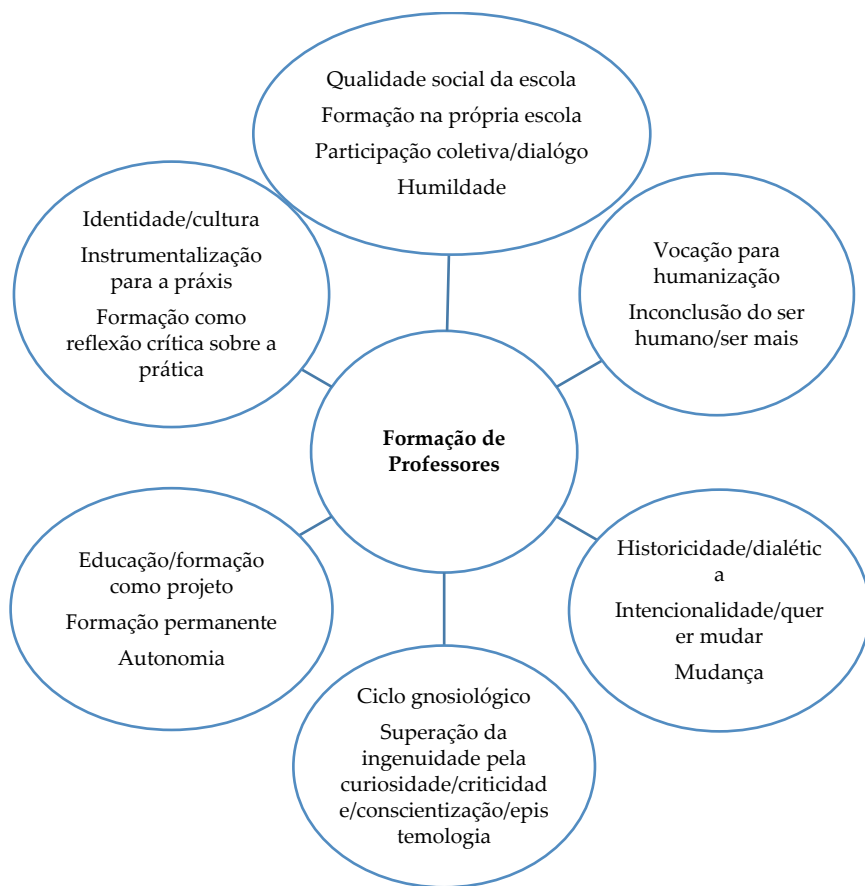 Qualidade social da escola
Formação na própria escola
Participação coletiva/dialógo
Humildade
Identidade/cultura
Instrumentalização
para a práxis
Formação como
reflexão crítica sobre a
prática
Vocação para
humanização
Inconclusão do ser
humano/ser mais
Formação de
Professores
Educação/formação
como projeto
Formação permanente
Autonomia
Historicidade/dialétic
a
Intencionalidade/quer
er mudar
Mudança
Ciclo gnosiológico
Superação da
ingenuidade pela
curiosidade/criticidad
e/conscientização/epis
temologia